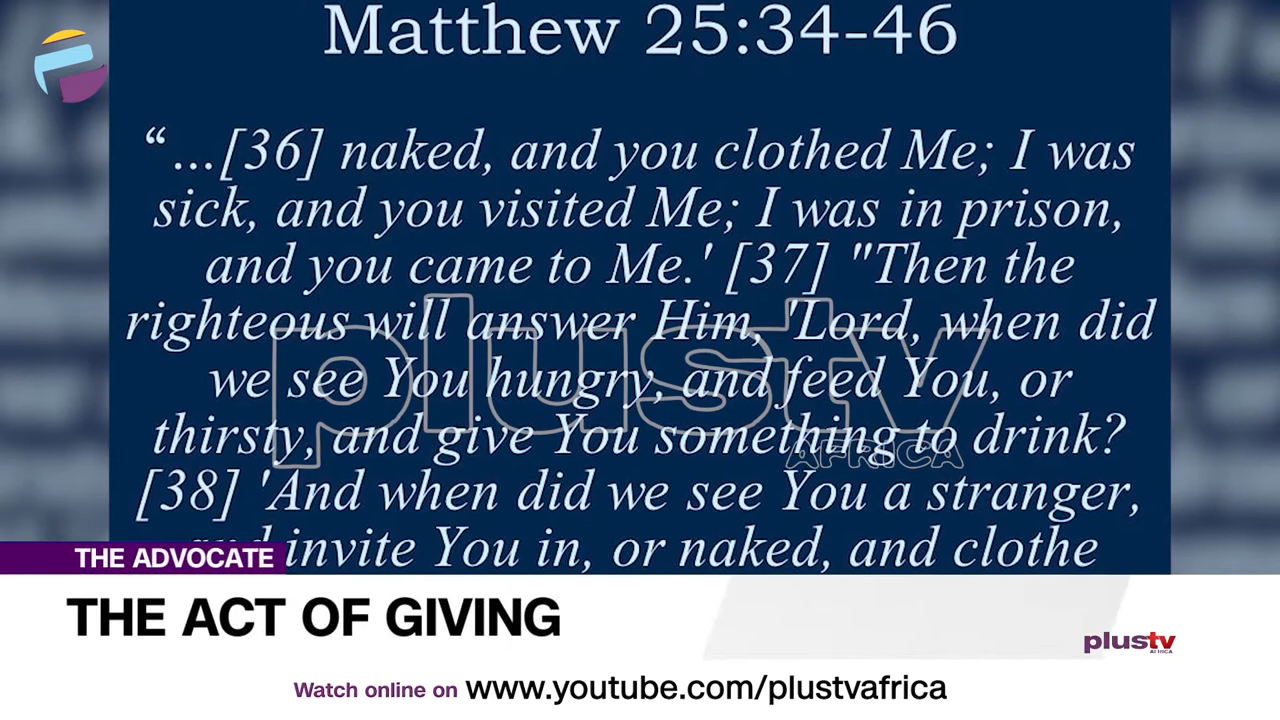 Matthew 25:34-46
“...[36] naked, and you clothed Me; I was
sick, and you visited Me; I was in prison,
and you came to Me.' [37] "Then the
righteous will answer Him, 'Lord, when did
we see You hungry, and feed You, or
thirsty, and give You something to drink?
[38] 'And when did we see You a stranger,
and invite You in, or naked, and clothe
plustv
AFRICA
THE ADVOCATE
THE ACT OF GIVING
plustv
AFRICA
Watch online on www.youtube.com/plustvafrica